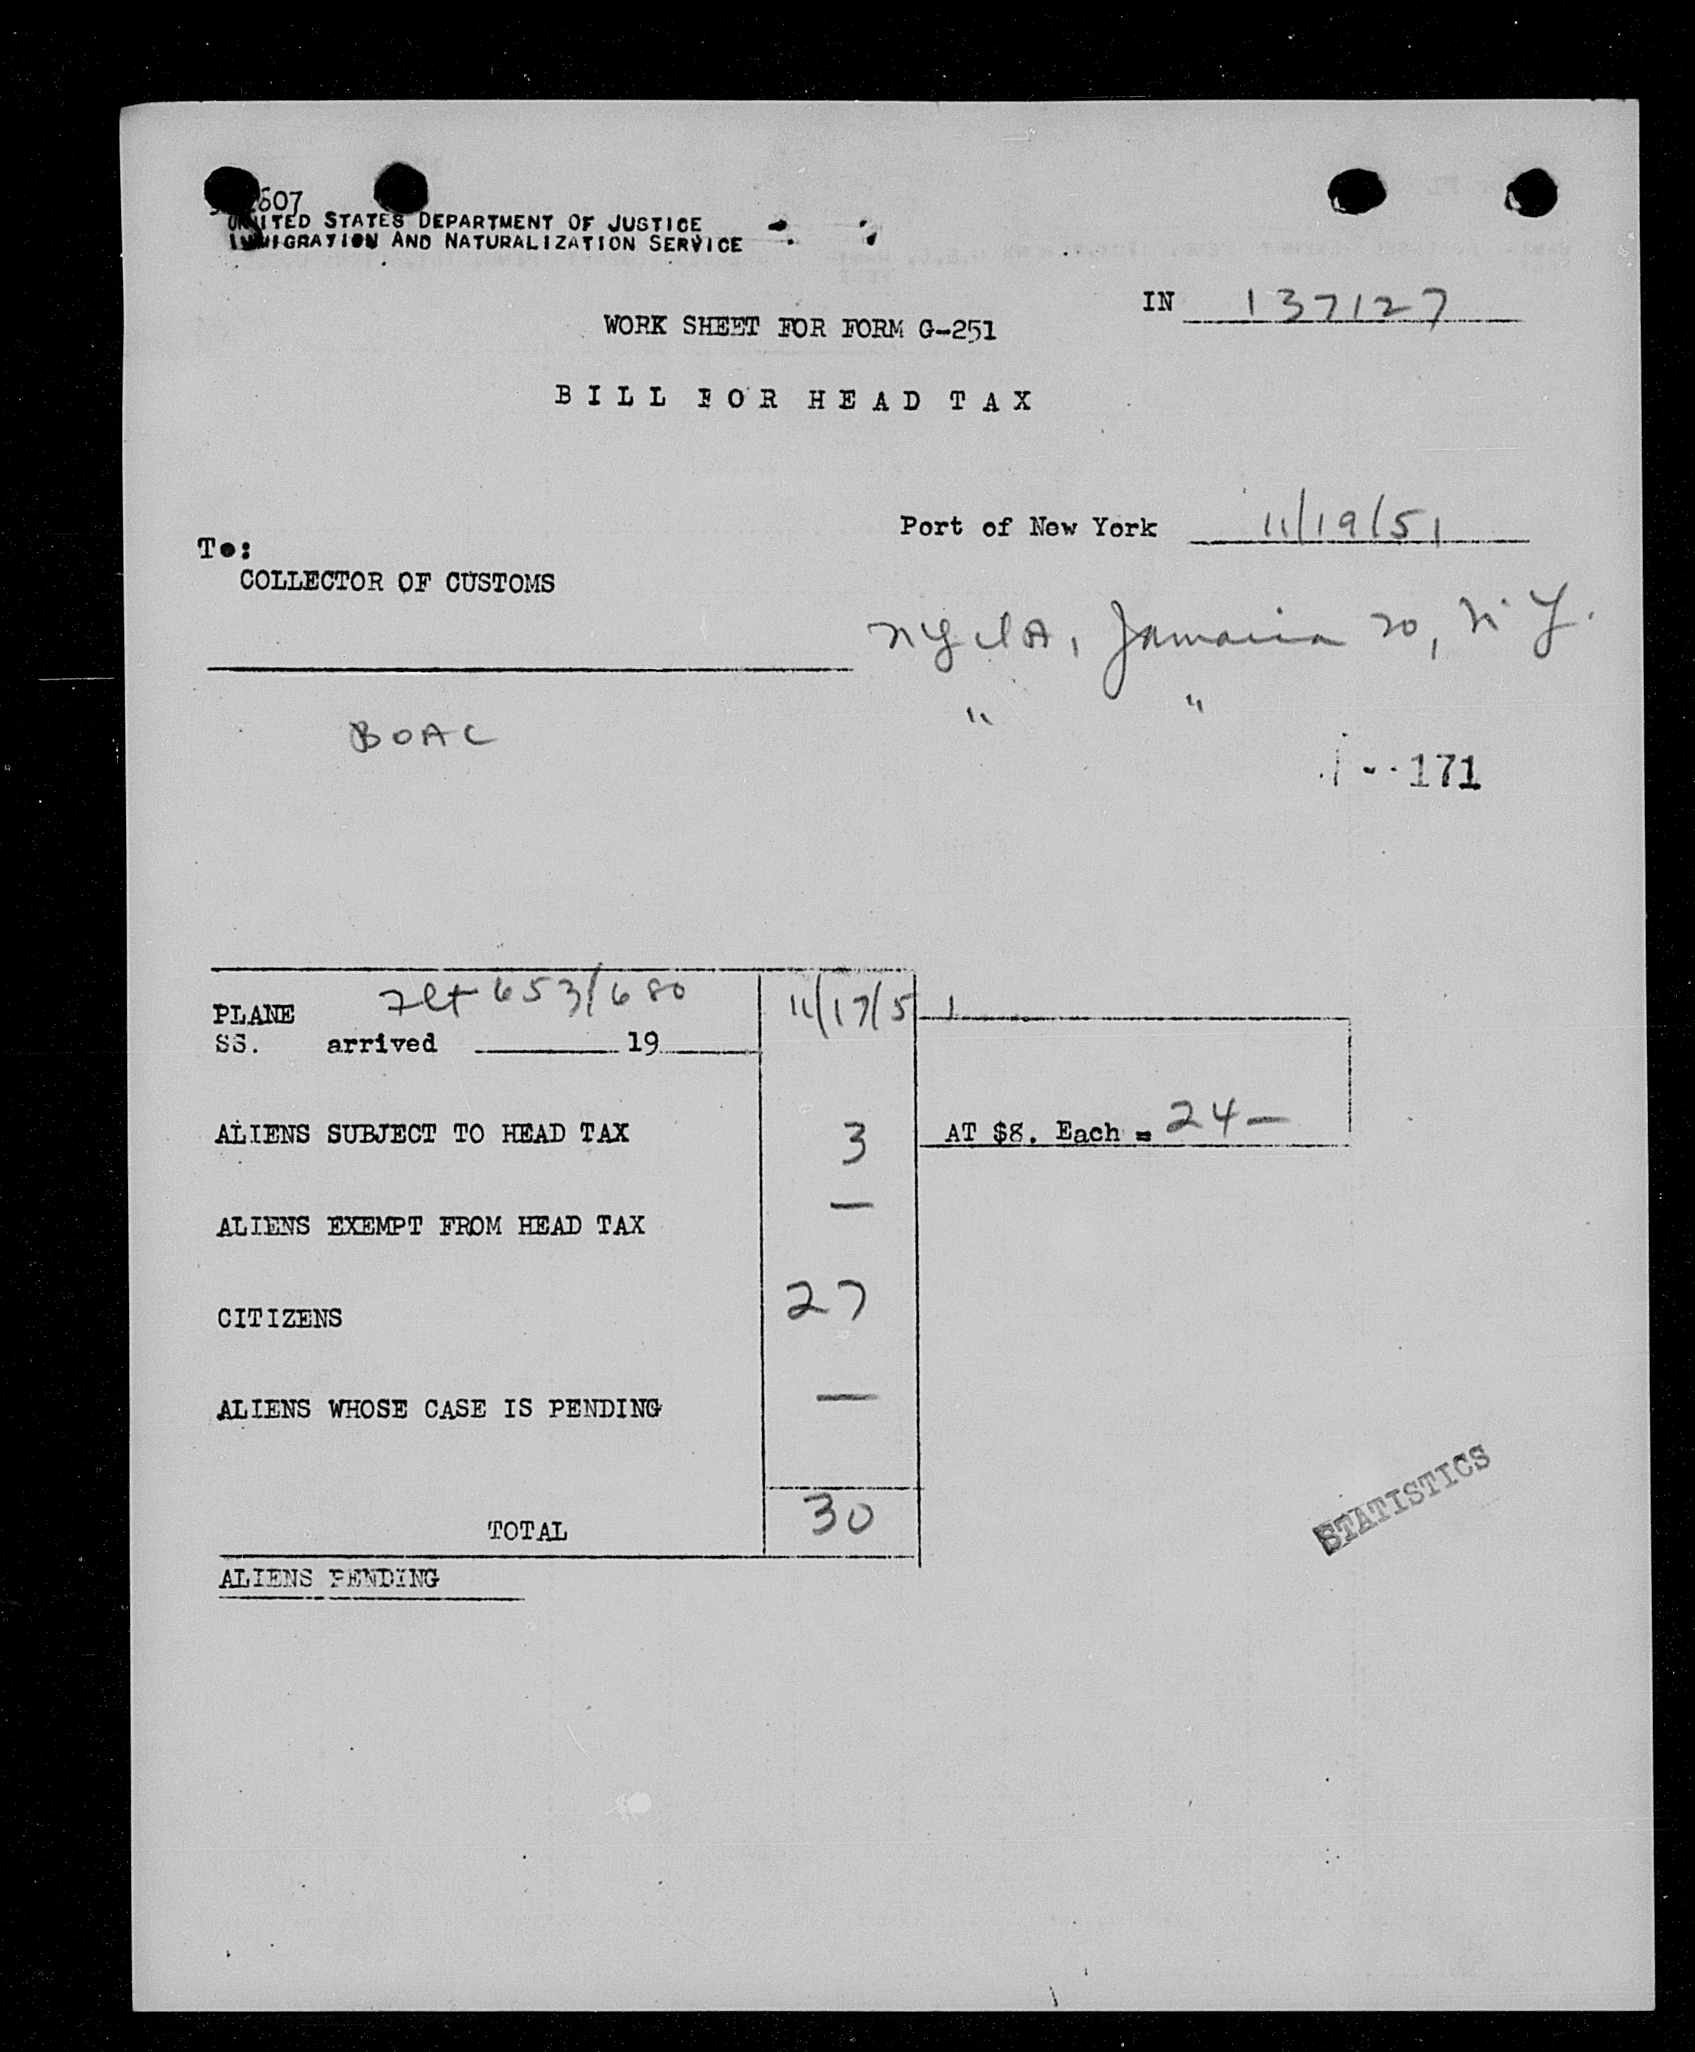 607
UNITED STATES DEPARTMENT OF JUSTICE
IMMIGRATION AND NATURALIZATION SERVICE
IN 137127
WORK SHEET FOR FORM G-251
BILL FOR HEAD TAX
Port of New York 11/19/51
To:
COLLECTOR OF CUSTOMS
NYIA, Jamaica 20, N.Y.
" "
BOAC
171
PLANE Flt 653/680 11/17/51
SS. arrived 19
ALIENS SUBJECT TO HEAD TAX 3 AT $8. Each = 24—
ALIENS EXEMPT FROM HEAD TAX —
CITIZENS 27
ALIENS WHOSE CASE IS PENDING —
STATISTICS
TOTAL 30
ALIENS PENDING